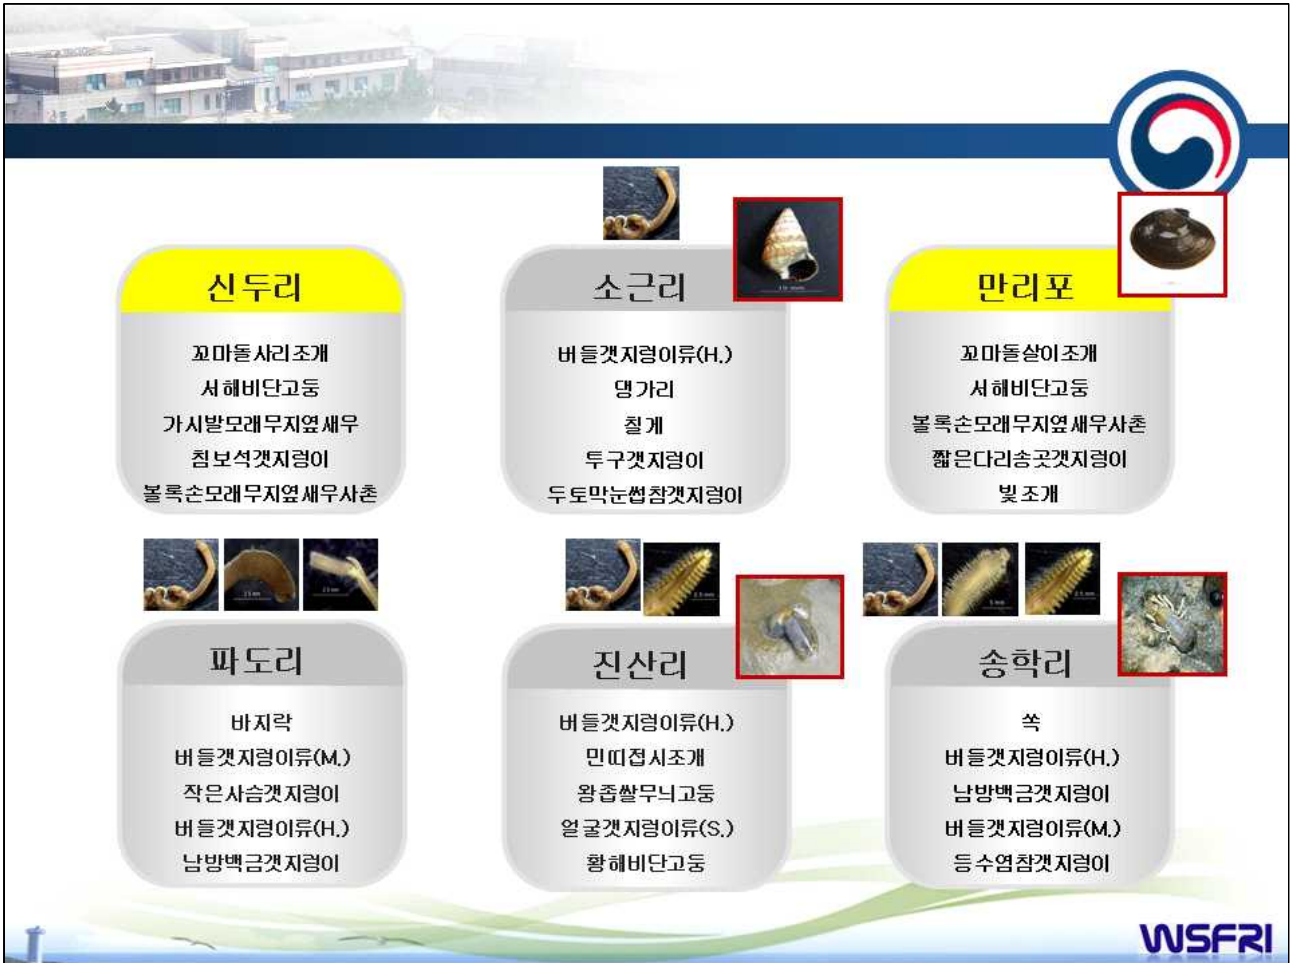 신두리
꼬마돌사리조개
서해비단고둥
가시발모래무지옆새우
침보석갯지렁이
볼록손모래무지옆새우사촌
소근리
버들갯지렁이류(H.)
댕가리
칠게
투구갯지렁이
두토막눈썹참갯지렁이
만리포
꼬마돌살이조개
서해비단고둥
볼록손모래무지옆새우사촌
짧은다리송곳갯지렁이
빛조개
파도리
바지락
버들갯지렁이류(M.)
작은사슴갯지렁이
버들갯지렁이류(H.)
남방백금갯지렁이
진산리
버들갯지렁이류(H.)
민띠접시조개
왕좁쌀무늬고둥
얼굴갯지렁이류(S.)
황해비단고둥
송학리
쏙
버들갯지렁이류(H.)
남방백금갯지렁이
버들갯지렁이류(M.)
등수염참갯지렁이
WSFRI